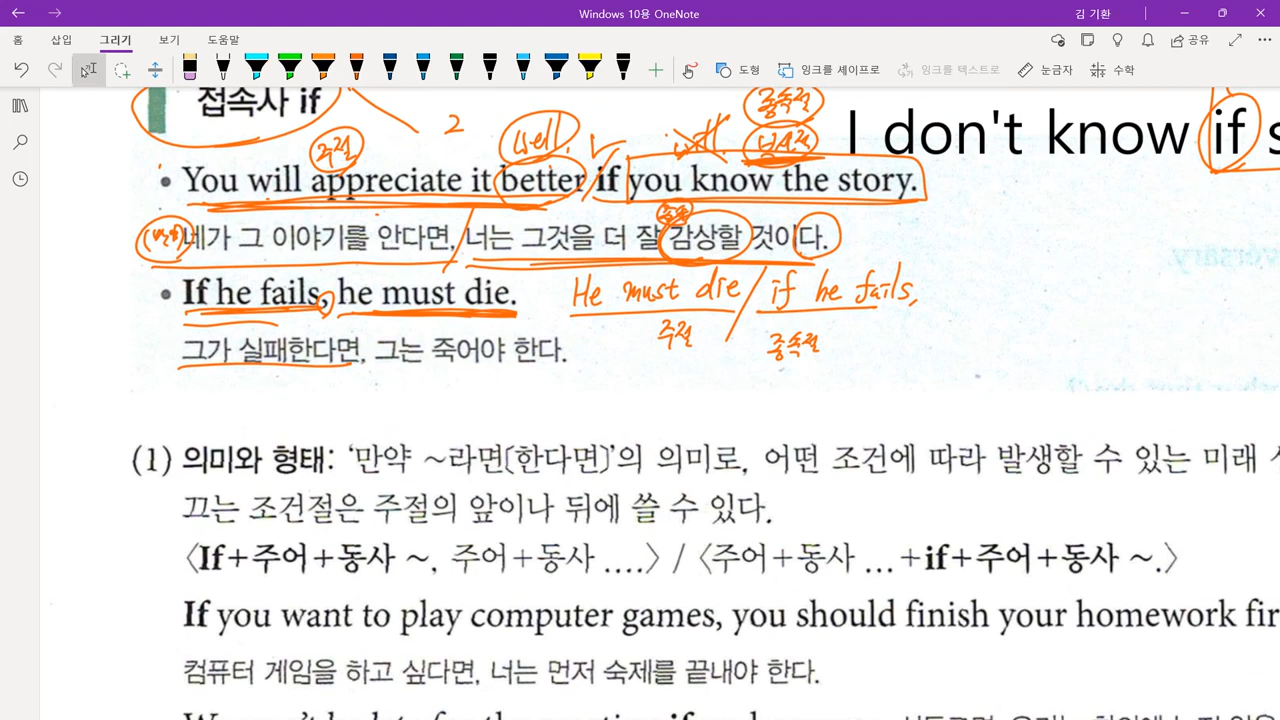 Windows 10용 OneNote
김 기환
홈 삽입 그리기 보기 도움말
공유
도형
잉크를 셰이프로
잉크를 텍스트로
눈금자
수학
접속사 if
2
종속절
I don't know if s
주절
well.
will.
부사절
• You will appreciate it better if you know the story.
(만약)네가 그 이야기를 안다면, 너는 그것을 더 잘 감상할 것이다.
• If he fails, he must die.
He must die / if he fails,
주절
종속절
그가 실패한다면, 그는 죽어야 한다.
(1) 의미와 형태: ‘만약 ~라면(한다면)’의 의미로, 어떤 조건에 따라 발생할 수 있는 미래
끄는 조건절은 주절의 앞이나 뒤에 쓸 수 있다.
〈If+주어+동사 ~, 주어+동사 ....〉 / 〈주어+동사 ... +if+주어+동사 ~.〉
If you want to play computer games, you should finish your homework fir
컴퓨터 게임을 하고 싶다면, 너는 먼저 숙제를 끝내야 한다.